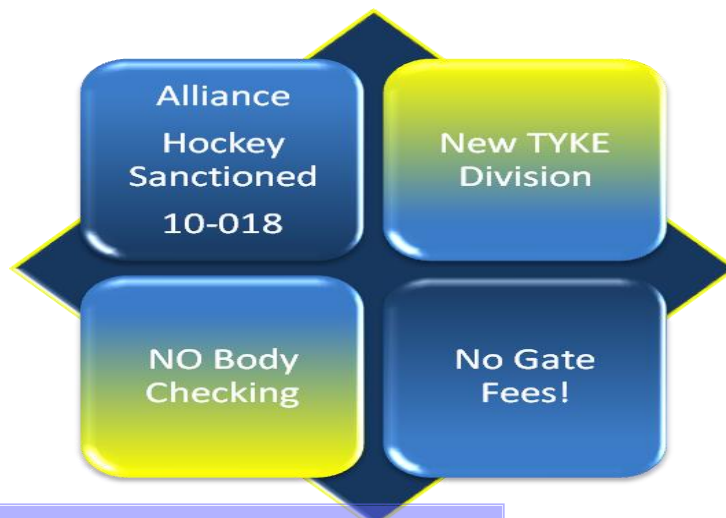 Alliance
Hockey
Sanctioned
10-018
New TYKE
Division
NO Body
Checking
No Gate
Fees!